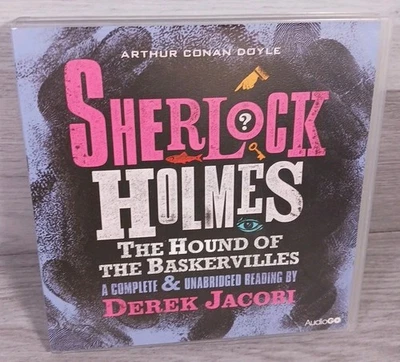 ARTHUR CONAN DOYLE
SHERLOCK
?
HOLMES
THE HOUND OF
THE BASKERVILLES
A COMPLETE & UNABRIDGED READING BY
DEREK JACOBI
AudioGO